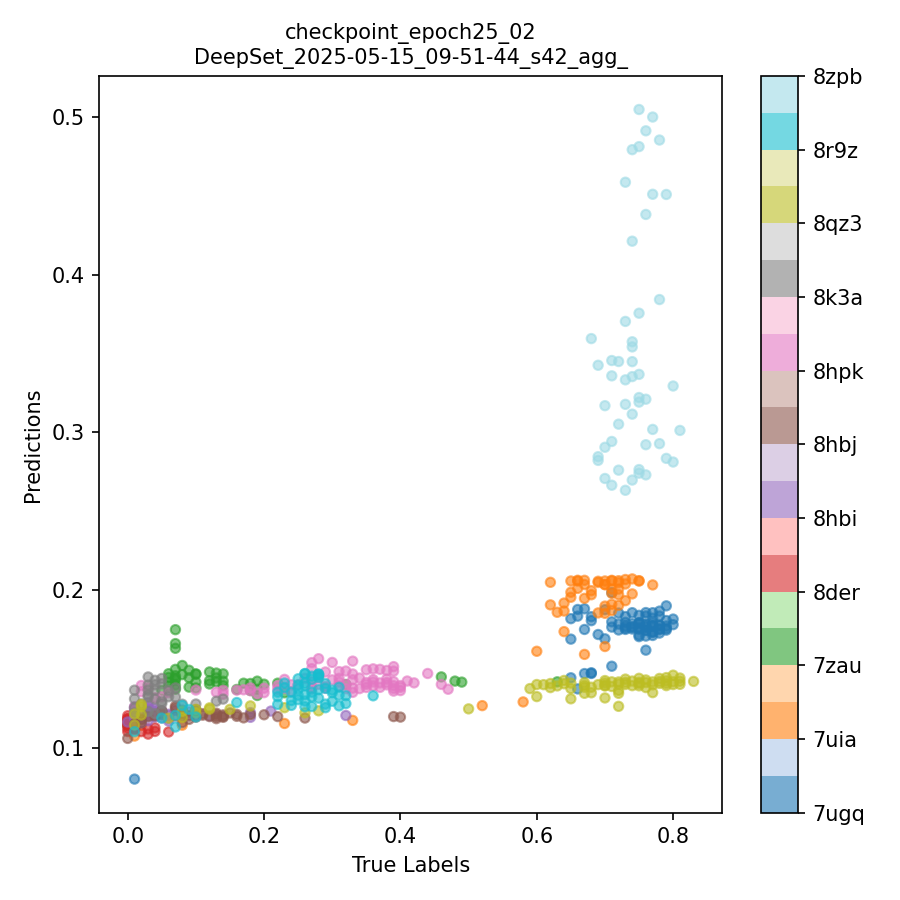 checkpoint_epoch25_02
DeepSet_2025-05-15_09-51-44_s42_agg_
0.5
0.4
0.3
0.2
0.1
Predictions
0.0 0.2 0.4 0.6 0.8
True Labels
8zpb
8r9z
8qz3
8k3a
8hpk
8hbj
8hbi
8der
7zau
7uia
7ugq